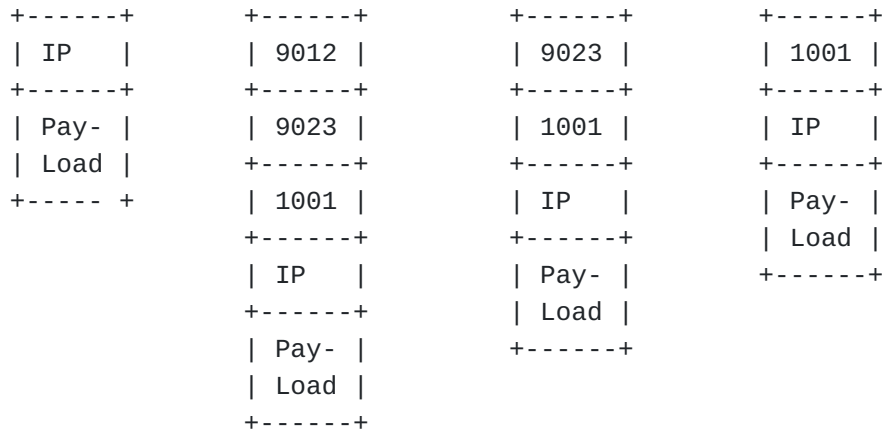 +------+       +------+         +------+        +------+
| IP   |       | 9012 |         | 9023 |        | 1001 |
+------+       +------+         +------+        +------+
| Pay- |       | 9023 |         | 1001 |        | IP   |
| Load |       +------+         +------+        +------+
+----- +       | 1001 |         | IP   |        | Pay- |
               +------+         +------+        | Load |
               | IP   |         | Pay- |        +------+
               +------+         | Load |
               | Pay- |         +------+
               | Load |
               +------+